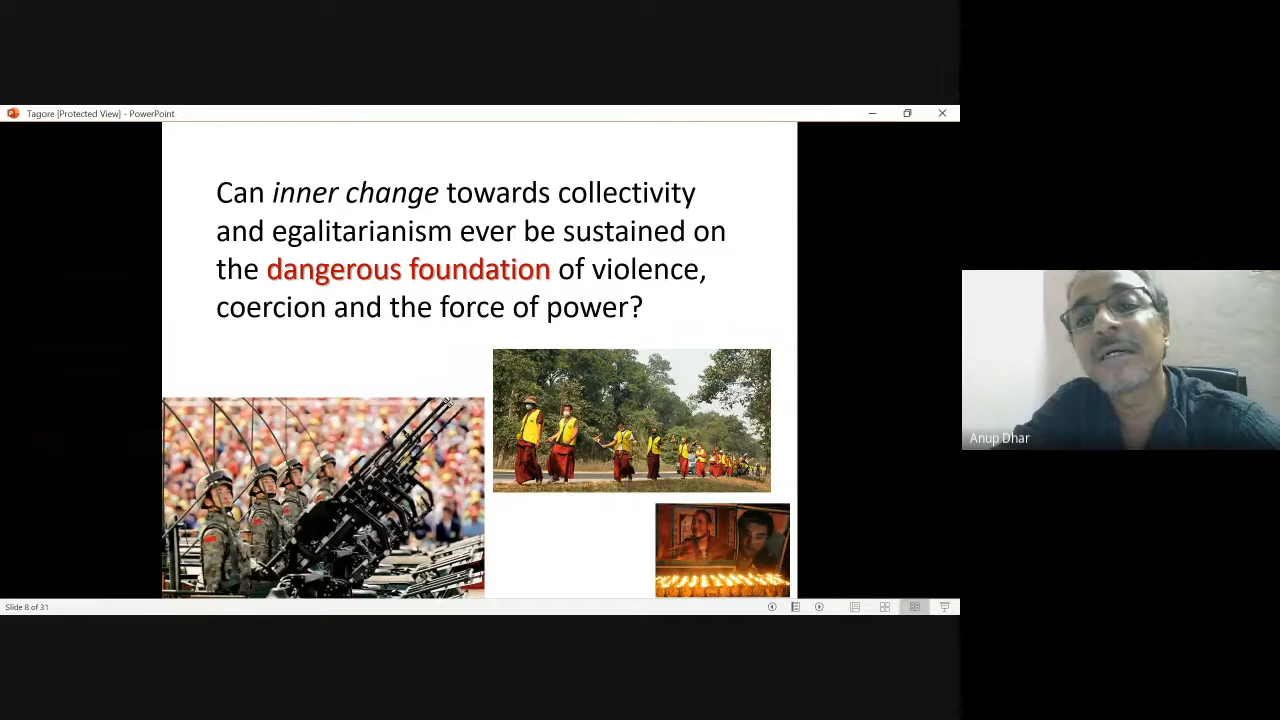 Tagore [Protected View] - PowerPoint
Can inner change towards collectivity
and egalitarianism ever be sustained on
the dangerous foundation of violence,
coercion and the force of power?
Anup Dhar
Slide 8 of 31